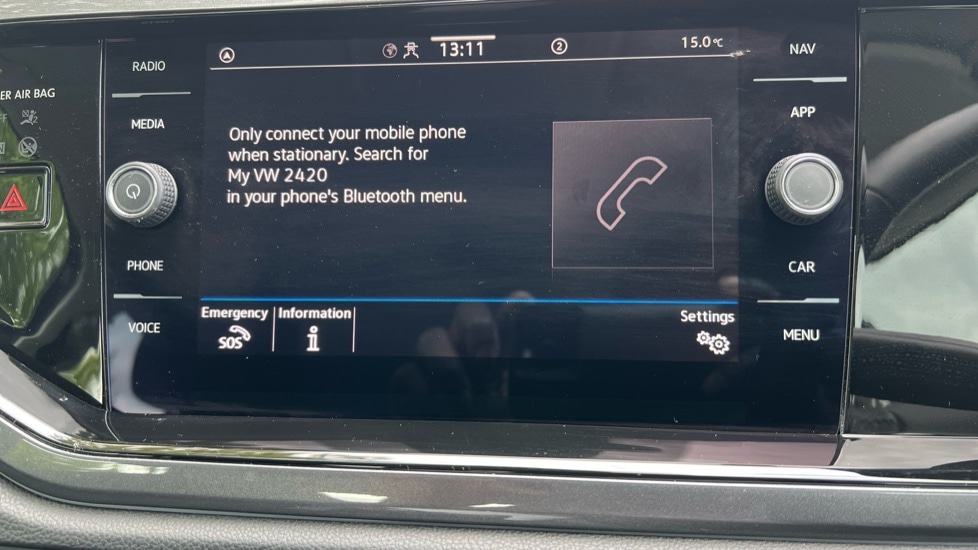 13:11
2
15.0°C
RADIO
MEDIA
PHONE
VOICE
NAV
APP
CAR
MENU
ER AIR BAG
Only connect your mobile phone
when stationary. Search for
My VW 2420
in your phone's Bluetooth menu.
Emergency
SOS
Information
i
Settings